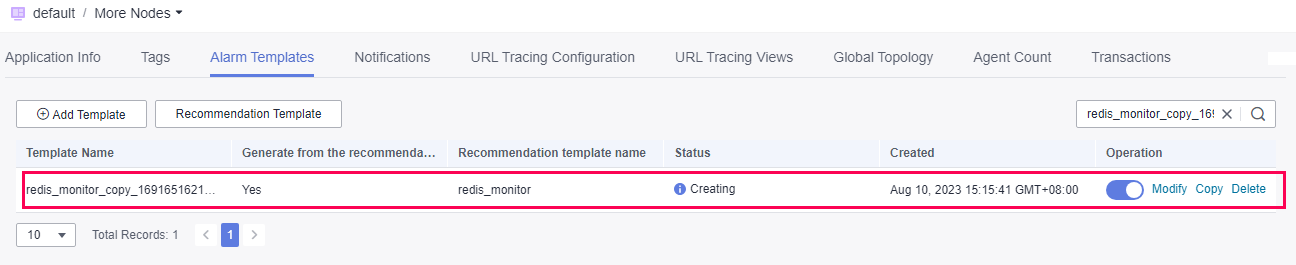 default / More Nodes
Application Info Tags Alarm Templates Notifications URL Tracing Configuration URL Tracing Views Global Topology Agent Count Transactions
Add Template Recommendation Template redis_monitor_copy_169
Template Name Generate from the recommenda... Recommendation template name Status Created Operation
redis_monitor_copy_1691651621... Yes redis_monitor Creating Aug 10, 2023 15:15:41 GMT+08:00 Modify Copy Delete
10 Total Records: 1 < 1 >